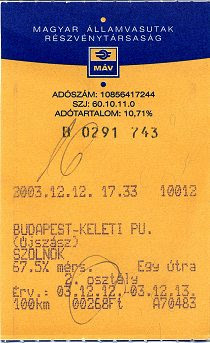 MAGYAR ÁLLAMVASUTAK
RÉSZVÉNYTÁRSASÁG
MÁV
ADÓSZÁM: 10856417244
SZJ: 60.10.11.0
ADÓTARTALOM: 10,71%
B 0291 743
16
2003.12.12. 17.33 10012
BUDAPEST-KELETI PU.
(Újszász)
SZOLNOK
67.5% mérs. Egy útra
2. osztály
Érv.: 03.12.12.-03.12.13.
100km 00268Ft A70483